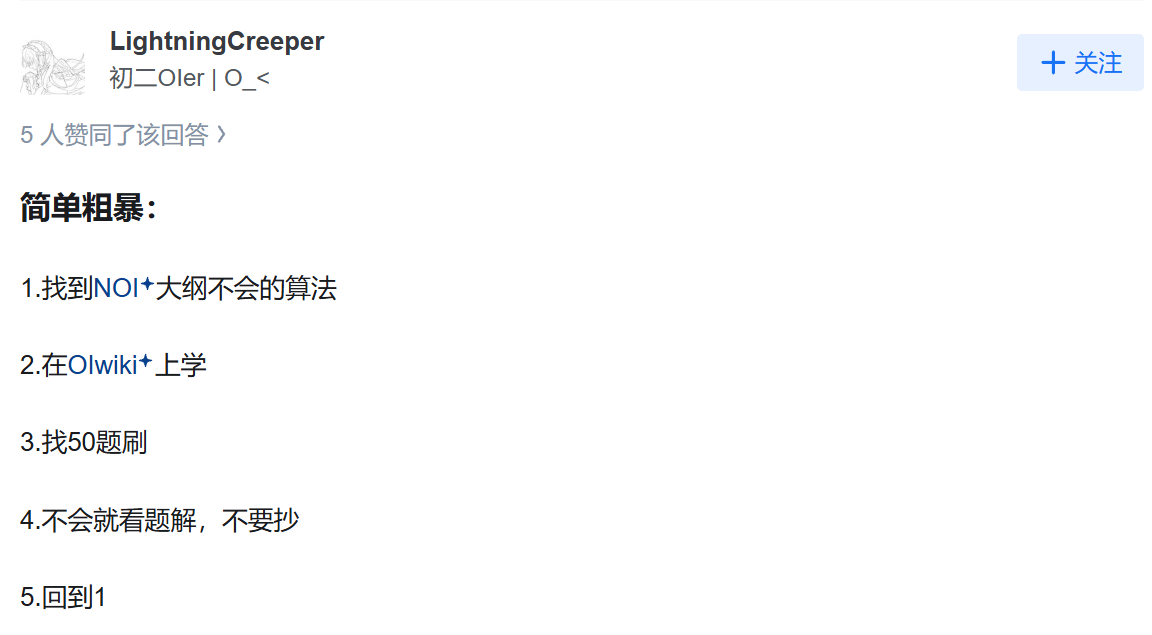 LightningCreeper
初二OIer | O_<
+ 关注
5 人赞同了该回答 >
简单粗暴：
1.找到NOI大纲不会的算法
2.在OIwiki上学
3.找50题刷
4.不会就看题解，不要抄
5.回到1